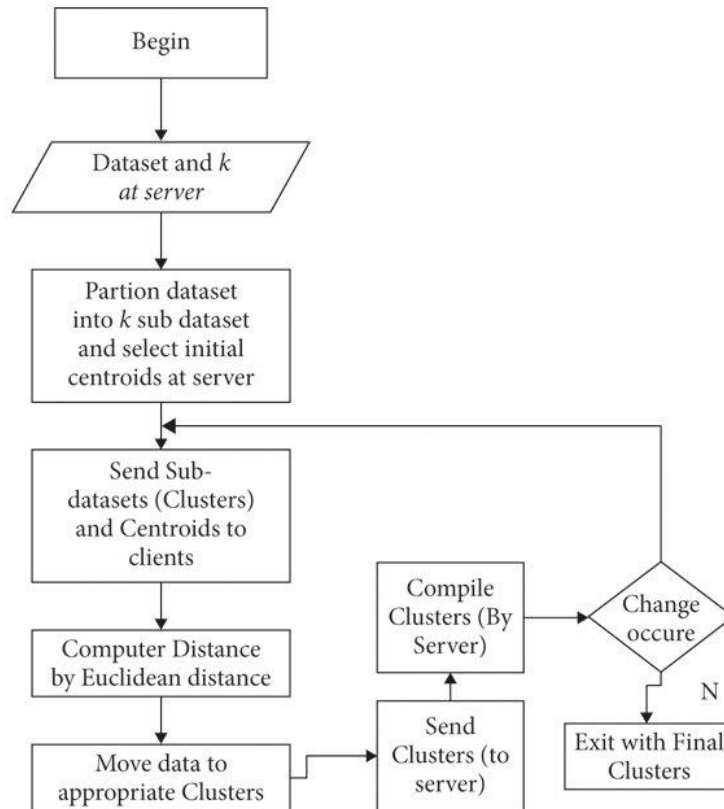 Begin
Dataset and k
at server
Partion dataset
into k sub dataset
and select initial
centroids at server
Send Sub-
datasets (Clusters)
and Centroids to
clients
Computer Distance
by Euclidean distance
Move data to
appropriate Clusters
Send
Clusters (to
server)
Compile
Clusters (By
Server)
Change
occure
N
Exit with Final
Clusters